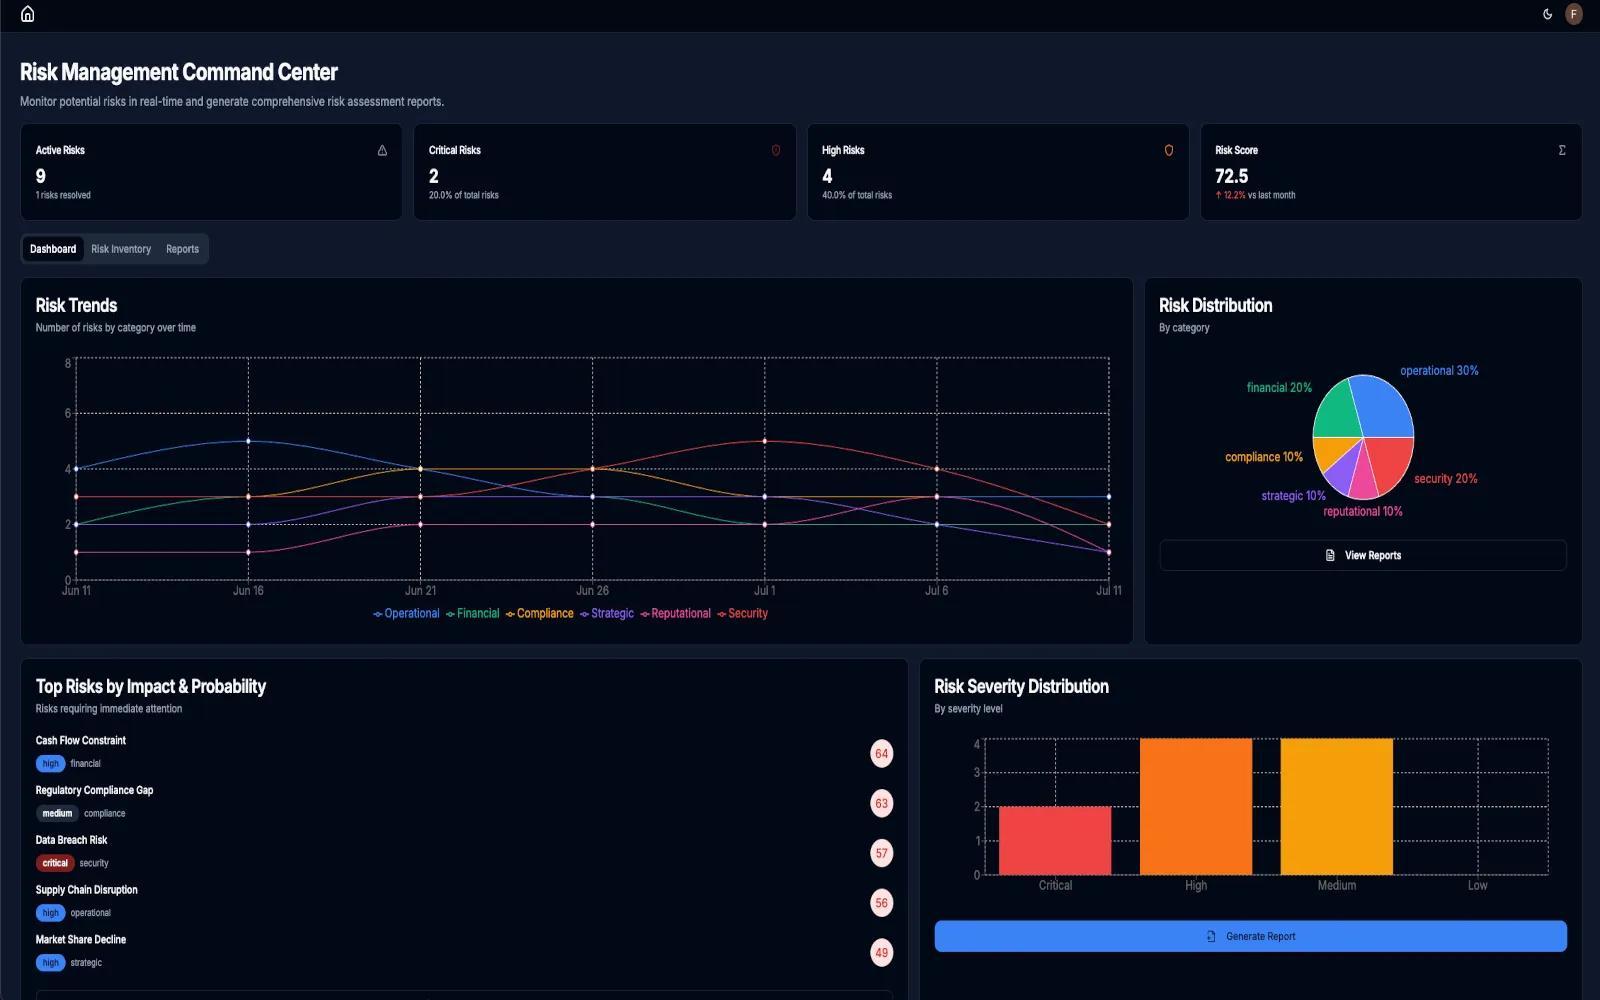 F
Risk Management Command Center
Monitor potential risks in real-time and generate comprehensive risk assessment reports.
Active Risks
9
1 risks resolved
Critical Risks
2
20.0% of total risks
High Risks
4
40.0% of total risks
Risk Score
72.5
↑ 12.2% vs last month
Dashboard Risk Inventory Reports
Risk Trends
Number of risks by category over time
8
6
4
2
0
Jun 11 Jun 16 Jun 21 Jun 26 Jul 1 Jul 6 Jul 11
Operational Financial Compliance Strategic Reputational Security
Risk Distribution
By category
operational 30%
financial 20%
compliance 10%
security 20%
strategic 10%
reputational 10%
View Reports
Top Risks by Impact & Probability
Risks requiring immediate attention
Cash Flow Constraint
high financial
64
Regulatory Compliance Gap
medium compliance
63
Data Breach Risk
critical security
57
Supply Chain Disruption
high operational
56
Market Share Decline
high strategic
49
Risk Severity Distribution
By severity level
4
3
2
1
0
Critical High Medium Low
Generate Report